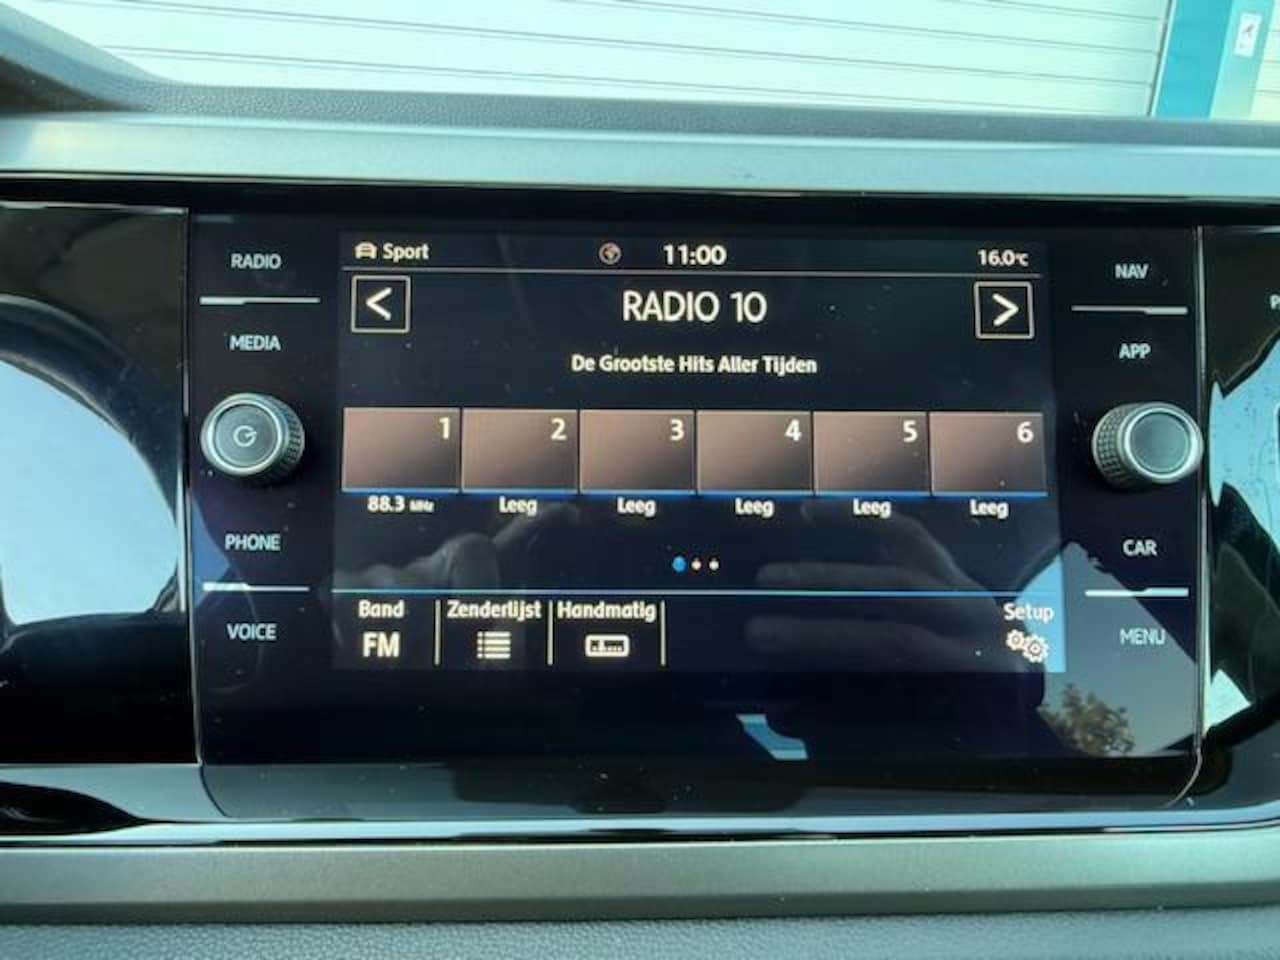 RADIO
MEDIA
PHONE
VOICE
Sport 11:00 16.0°C
< RADIO 10 >
De Grootste Hits Aller Tijden
1 2 3 4 5 6
88.3 MHz Leeg Leeg Leeg Leeg Leeg
Band Zenderlijst Handmatig Setup
FM
NAV
APP
CAR
MENU